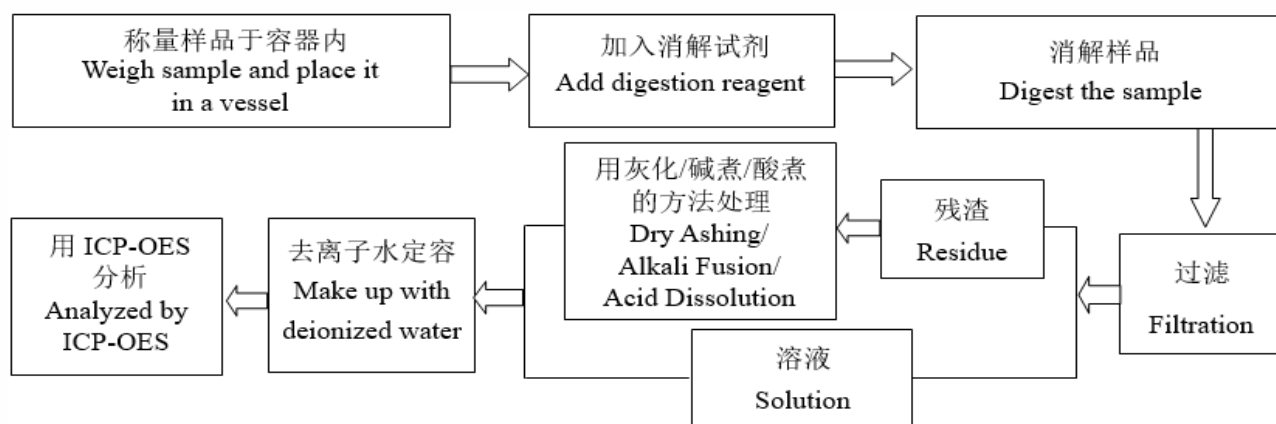 称量样品于容器内
Weigh sample and place it
in a vessel
加入消解试剂
Add digestion reagent
消解样品
Digest the sample
过滤
Filtration
残渣
Residue
用灰化/碱煮/酸煮
的方法处理
Dry Ashing/
Alkali Fusion/
Acid Dissolution
溶液
Solution
去离子水定容
Make up with
deionized water
用 ICP-OES
分析
Analyzed by
ICP-OES